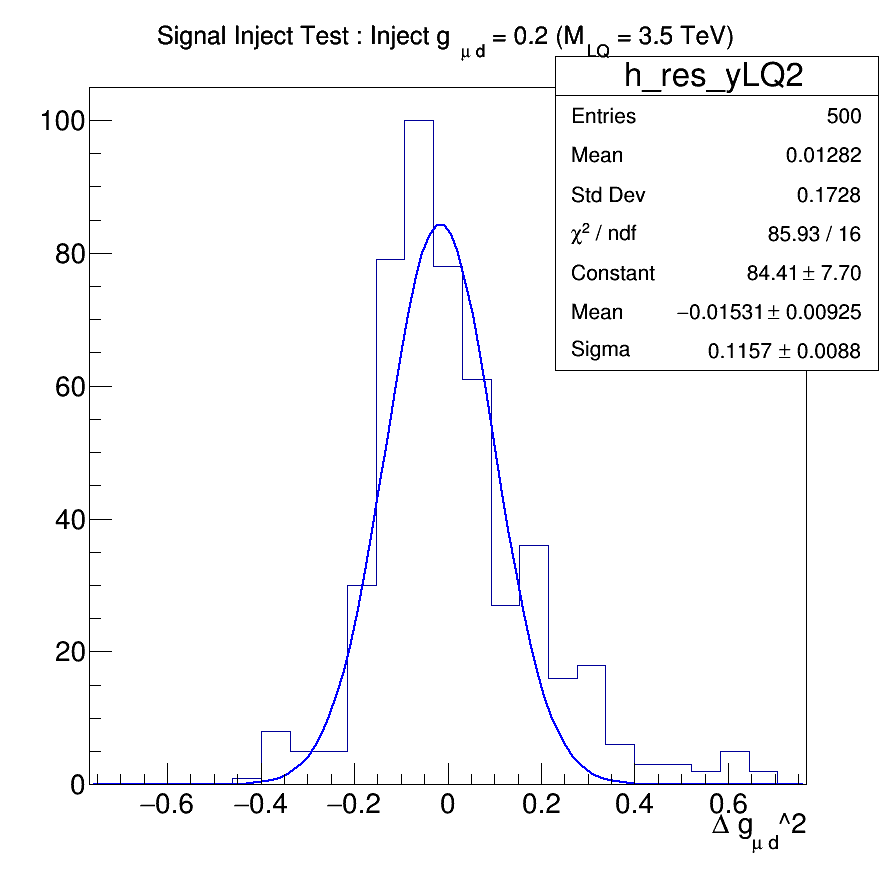 Signal Inject Test : Inject g μ d = 0.2 (M LQ = 3.5 TeV)
h_res_yLQ2
Entries 500
Mean 0.01282
Std Dev 0.1728
χ² / ndf 85.93 / 16
Constant 84.41 ± 7.70
Mean −0.01531 ± 0.00925
Sigma 0.1157 ± 0.0088
100
80
60
40
20
0
−0.6 −0.4 −0.2 0 0.2 0.4 0.6
Δ g μ d ^2